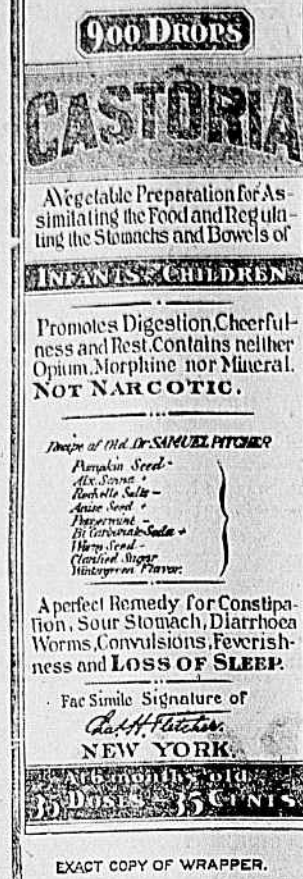 900 DROPS
CASTORIA
A Vegetable Preparation for As-
similating the Food and Regula-
ting the Stomachs and Bowels of
INFANTS & CHILDREN
Promotes Digestion, Cheerful-
ness and Rest. Contains neither
Opium, Morphine nor Mineral.
NOT NARCOTIC.
Recipe of Old Dr SAMUEL PITCHER
Pumpkin Seed -
Alx. Senna +
Rochelle Salts -
Anise Seed +
Peppermint -
Bi Carbonate Soda +
Worm Seed -
Clarified Sugar
Wintergreen Flavor.
A perfect Remedy for Constipa-
tion, Sour Stomach, Diarrhoea
Worms, Convulsions, Feverish-
ness and LOSS OF SLEEP.
Fac Simile Signature of
Chas. H. Fletcher.
NEW YORK.
At 6 months old
35 DOSES - 35 CENTS
EXACT COPY OF WRAPPER.